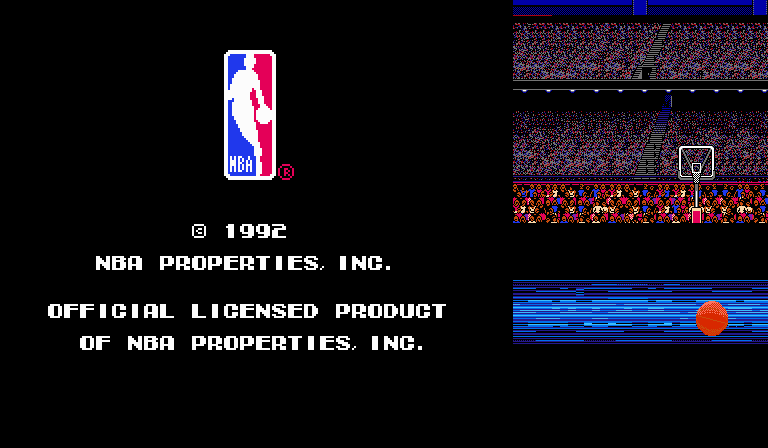 NBA
®
© 1992
NBA PROPERTIES, INC.
OFFICIAL LICENSED PRODUCT
OF NBA PROPERTIES, INC.